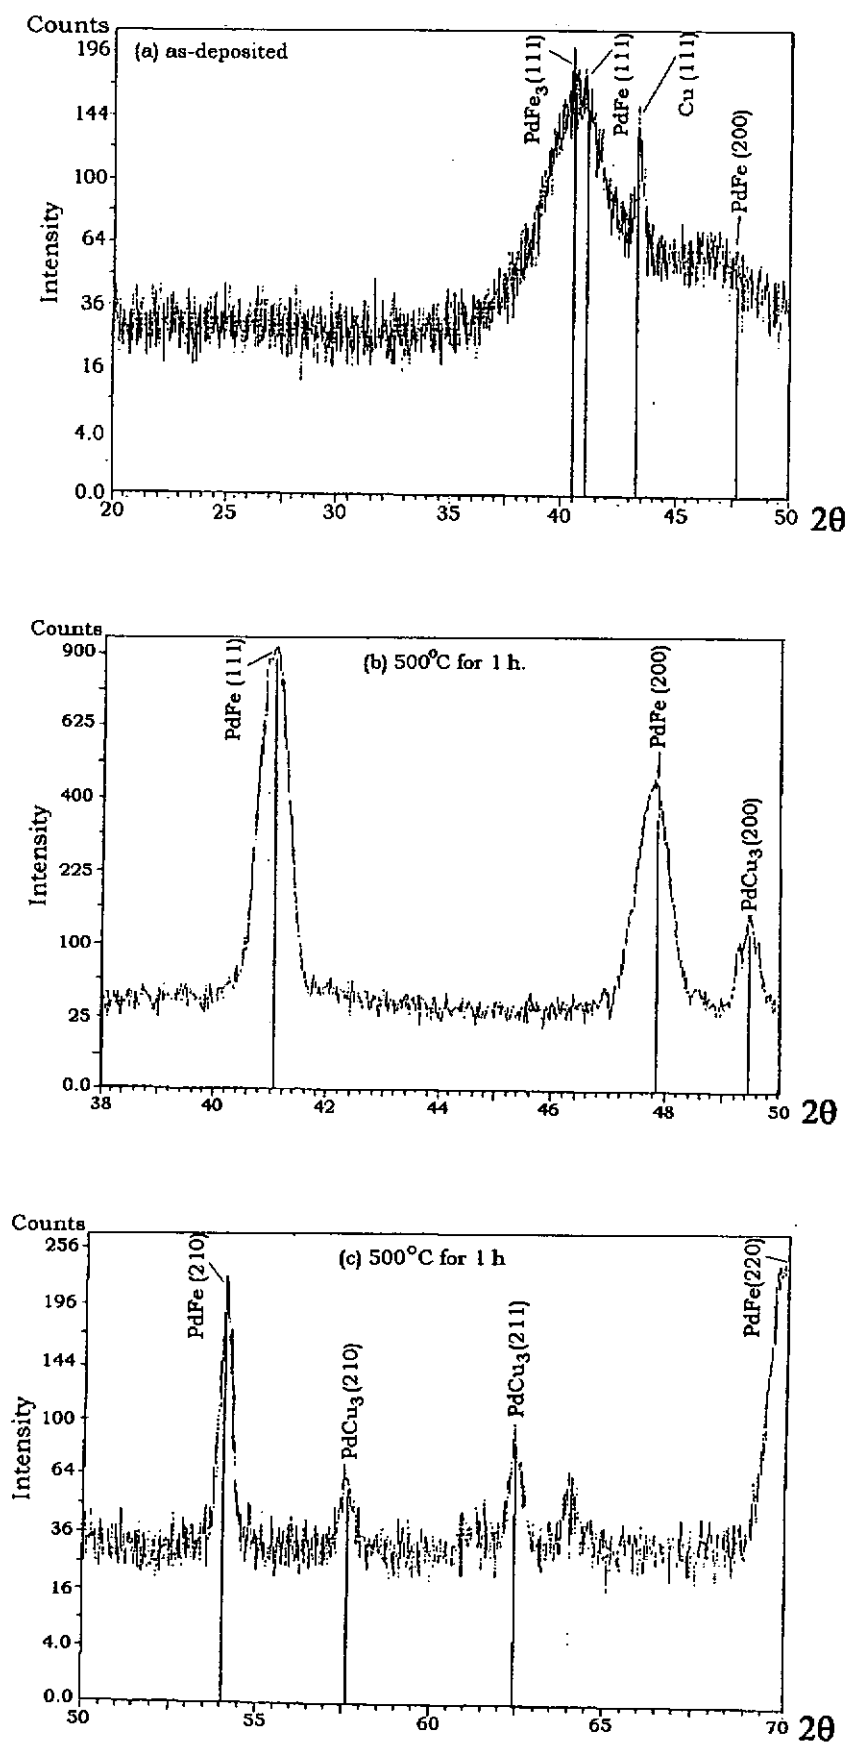 Counts
196
144
100
64
36
16
4.0
0.0
Intensity
(a) as-deposited
PdFe3(111)
PdFe (111)
Cu (111)
PdFe (200)
20 25 30 35 40 45 50 2θ
Counts
900
625
400
225
100
25
0.0
Intensity
(b) 500°C for 1 h.
PdFe (111)
PdFe (200)
PdCu3(200)
38 40 42 44 46 48 50 2θ
Counts
256
196
144
100
64
36
16
4.0
0.0
Intensity
(c) 500°C for 1 h
PdFe (210)
PdCu3(210)
PdCu3(211)
PdFe(220)
50 55 60 65 70 2θ